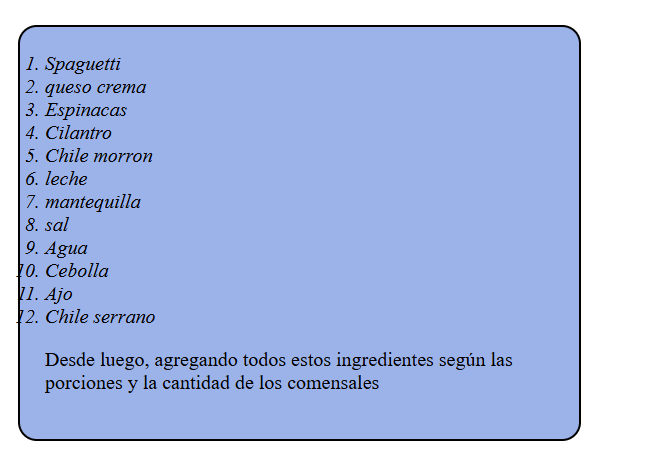 1. Spaguetti
2. queso crema
3. Espinacas
4. Cilantro
5. Chile morron
6. leche
7. mantequilla
8. sal
9. Agua
10. Cebolla
11. Ajo
12. Chile serrano
Desde luego, agregando todos estos ingredientes según las
porciones y la cantidad de los comensales